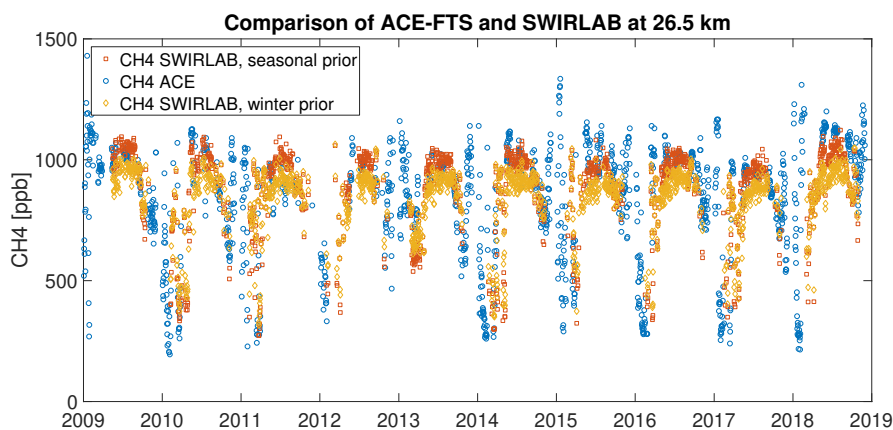 Comparison of ACE-FTS and SWIRLAB at 26.5 km
CH4 [ppb]
1500
1000
500
0
CH4 SWIRLAB, seasonal prior
CH4 ACE
CH4 SWIRLAB, winter prior
2009 2010 2011 2012 2013 2014 2015 2016 2017 2018 2019